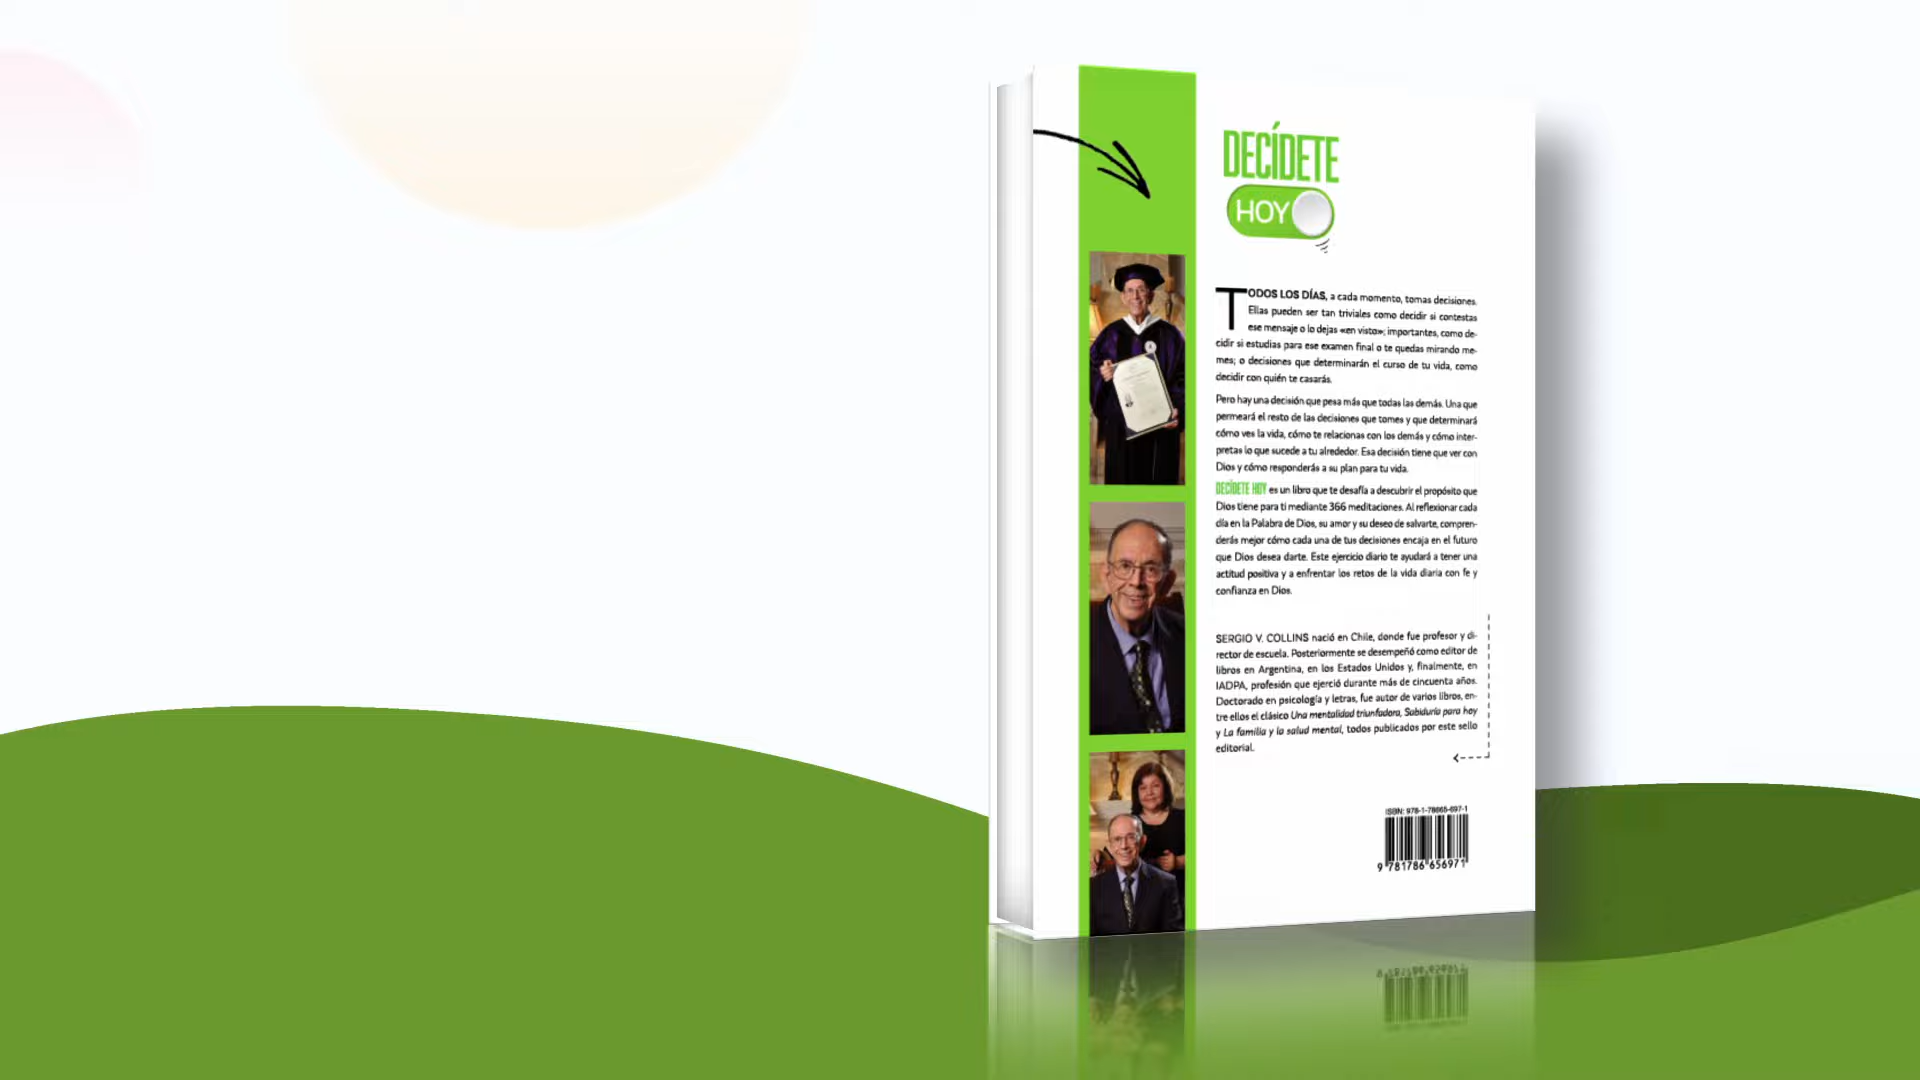 DECÍDETE
HOY
TODOS LOS DÍAS, a cada momento, tomas decisiones.
Ellas pueden ser tan triviales como decidir si contestas
ese mensaje o lo dejas «en visto»; importantes, como de-
cidir si estudias para ese examen final o te quedas mirando me-
mes; o decisiones que determinarán el curso de tu vida, como
decidir con quién te casarás.
Pero hay una decisión que pesa más que todas las demás. Una que
permeará el resto de las decisiones que tomes y que determinará
cómo ves la vida, cómo te relacionas con los demás y cómo inter-
pretas lo que sucede a tu alrededor. Esa decisión tiene que ver con
Dios y cómo responderás a su plan para tu vida.
DECÍDETE HOY es un libro que te desafía a descubrir el propósito que
Dios tiene para ti mediante 366 meditaciones. Al reflexionar cada
día en la Palabra de Dios, su amor y su deseo de salvarte, compren-
derás mejor cómo cada una de tus decisiones encaja en el futuro
que Dios desea darte. Este ejercicio diario te ayudará a tener una
actitud positiva y a enfrentar los retos de la vida diaria con fe y
confianza en Dios.
SERGIO V. COLLINS nació en Chile, donde fue profesor y di-
rector de escuela. Posteriormente se desempeñó como editor de
libros en Argentina, en los Estados Unidos y, finalmente, en
IADPA, profesión que ejerció durante más de cincuenta años.
Doctorado en psicología y letras, fue autor de varios libros, en-
tre ellos el clásico Una mentalidad triunfadora, Sabiduría para hoy
y La familia y la salud mental, todos publicados por este sello
editorial.
ISBN: 978-1-78665-697-1
9 781786 656971